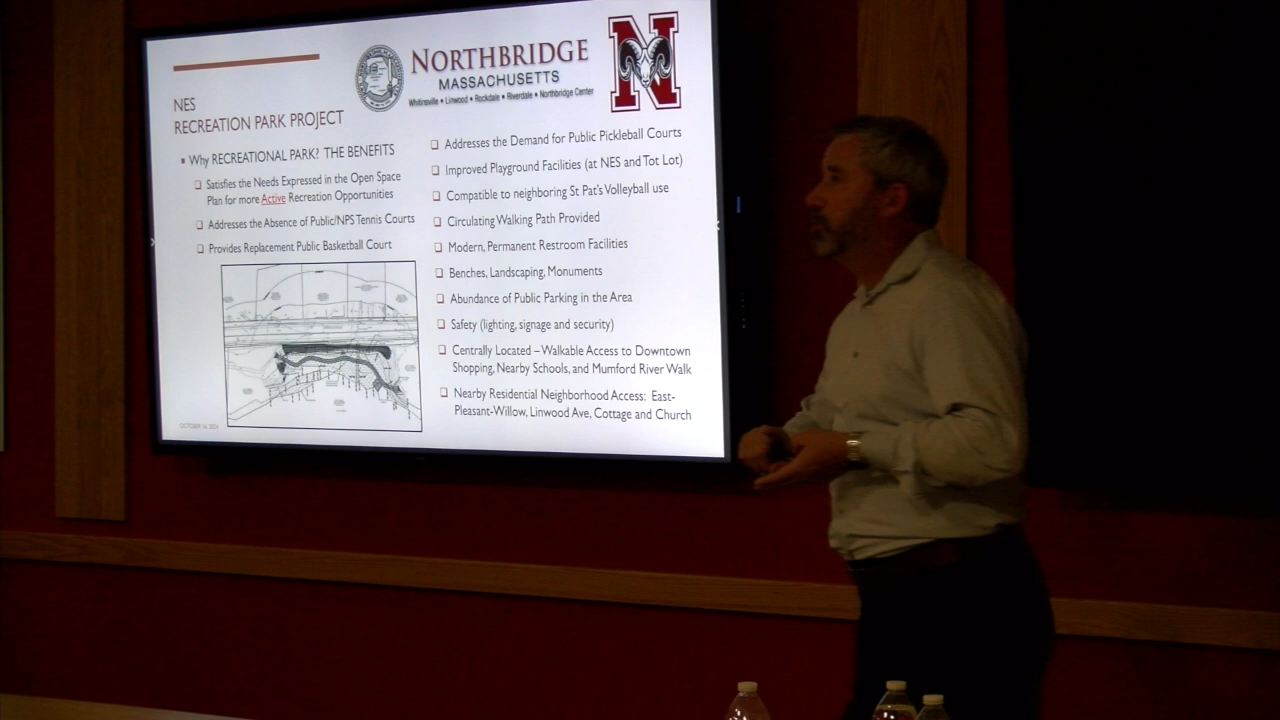 NORTHBRIDGE
MASSACHUSETTS
Whitinsville • Linwood • Rockdale • Riverdale • Northbridge Center
N
NES
RECREATION PARK PROJECT
Why RECREATIONAL PARK? THE BENEFITS
Satisfies the Needs Expressed in the Open Space
Plan for more Active Recreation Opportunities
Addresses the Absence of Public/NPS Tennis Courts
Provides Replacement Public Basketball Court
Addresses the Demand for Public Pickleball Courts
Improved Playground Facilities (at NES and Tot Lot)
Compatible to neighboring St Pat's Volleyball use
Circulating Walking Path Provided
Modern, Permanent Restroom Facilities
Benches, Landscaping, Monuments
Abundance of Public Parking in the Area
Safety (lighting, signage and security)
Centrally Located – Walkable Access to Downtown
Shopping, Nearby Schools, and Mumford River Walk
Nearby Residential Neighborhood Access: East-
Pleasant-Willow, Linwood Ave, Cottage and Church